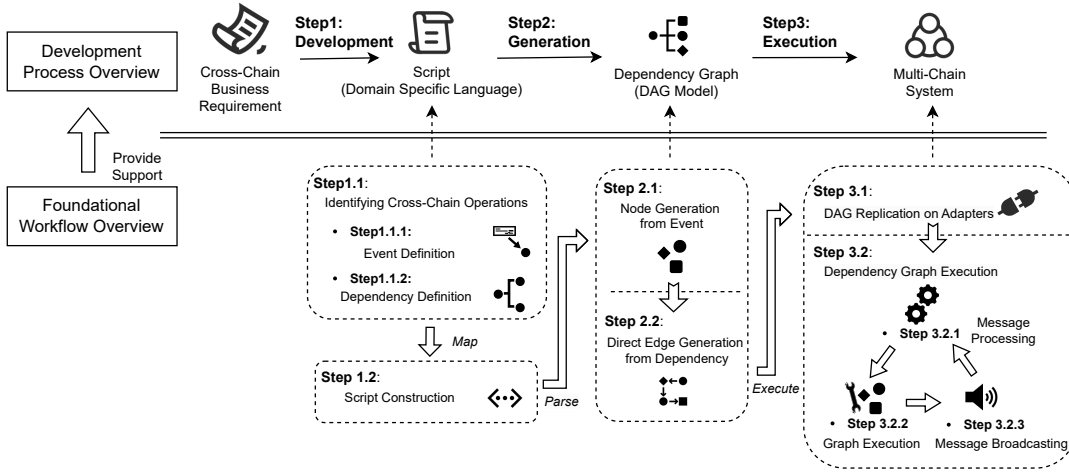 Development
Process Overview
Provide
Support
Foundational
Workflow Overview
Cross-Chain
Business
Requirement
Step1:
Development
Script
(Domain Specific Language)
Step2:
Generation
Dependency Graph
(DAG Model)
Step3:
Execution
Multi-Chain
System
Step1.1:
Identifying Cross-Chain Operations
• Step1.1.1:
Event Definition
• Step1.1.2:
Dependency Definition
Map
Step 1.2:
Script Construction
Parse
Step 2.1:
Node Generation
from Event
Step 2.2:
Direct Edge Generation
from Dependency
Execute
Step 3.1:
DAG Replication on Adapters
Step 3.2:
Dependency Graph Execution
• Step 3.2.1
Message
Processing
• Step 3.2.2
Graph Execution
• Step 3.2.3
Message Broadcasting